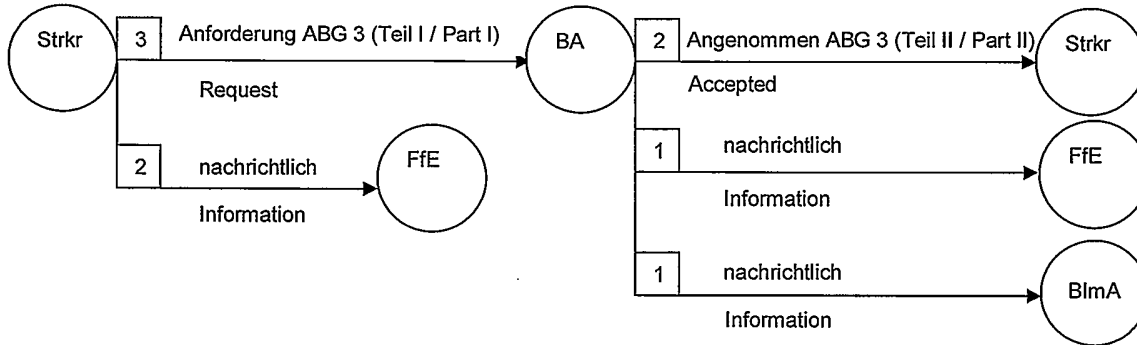 Strkr
3
Anforderung ABG 3 (Teil I / Part I)
Request
BA
2
Angenommen ABG 3 (Teil II / Part II)
Accepted
Strkr
2
nachrichtlich
Information
FfE
1
nachrichtlich
Information
FfE
1
nachrichtlich
Information
BImA